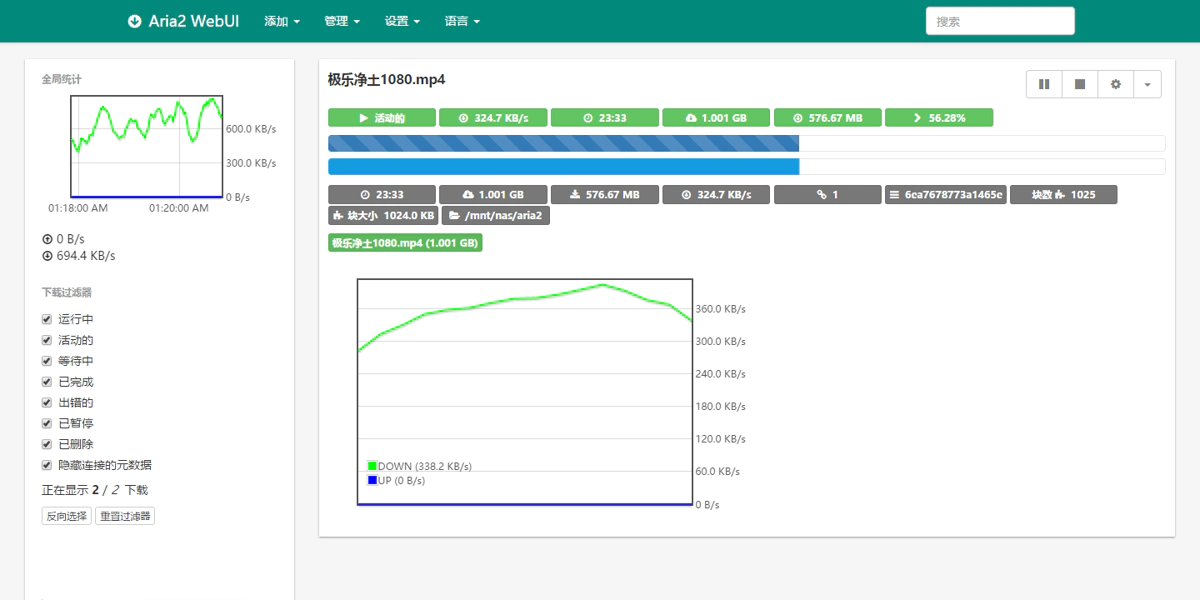 Aria2 WebUI 添加 管理 设置 语言 搜索
全局统计
600.0 KB/s
300.0 KB/s
0 B/s
01:18:00 AM 01:20:00 AM
0 B/s
694.4 KB/s
下载过滤器
运行中
活动的
等待中
已完成
出错的
已暂停
已删除
隐藏连接的元数据
正在显示 2 / 2 下载
反向选择 重置过滤器
极乐净土1080.mp4
活动的 324.7 KB/s 23:33 1.001 GB 576.67 MB 56.28%
23:33 1.001 GB 576.67 MB 324.7 KB/s 1 6ea7678773a1465e 块数 1025
块大小 1024.0 KB /mnt/nas/aria2
极乐净土1080.mp4 (1.001 GB)
360.0 KB/s
300.0 KB/s
240.0 KB/s
180.0 KB/s
120.0 KB/s
60.0 KB/s
0 B/s
DOWN (338.2 KB/s)
UP (0 B/s)